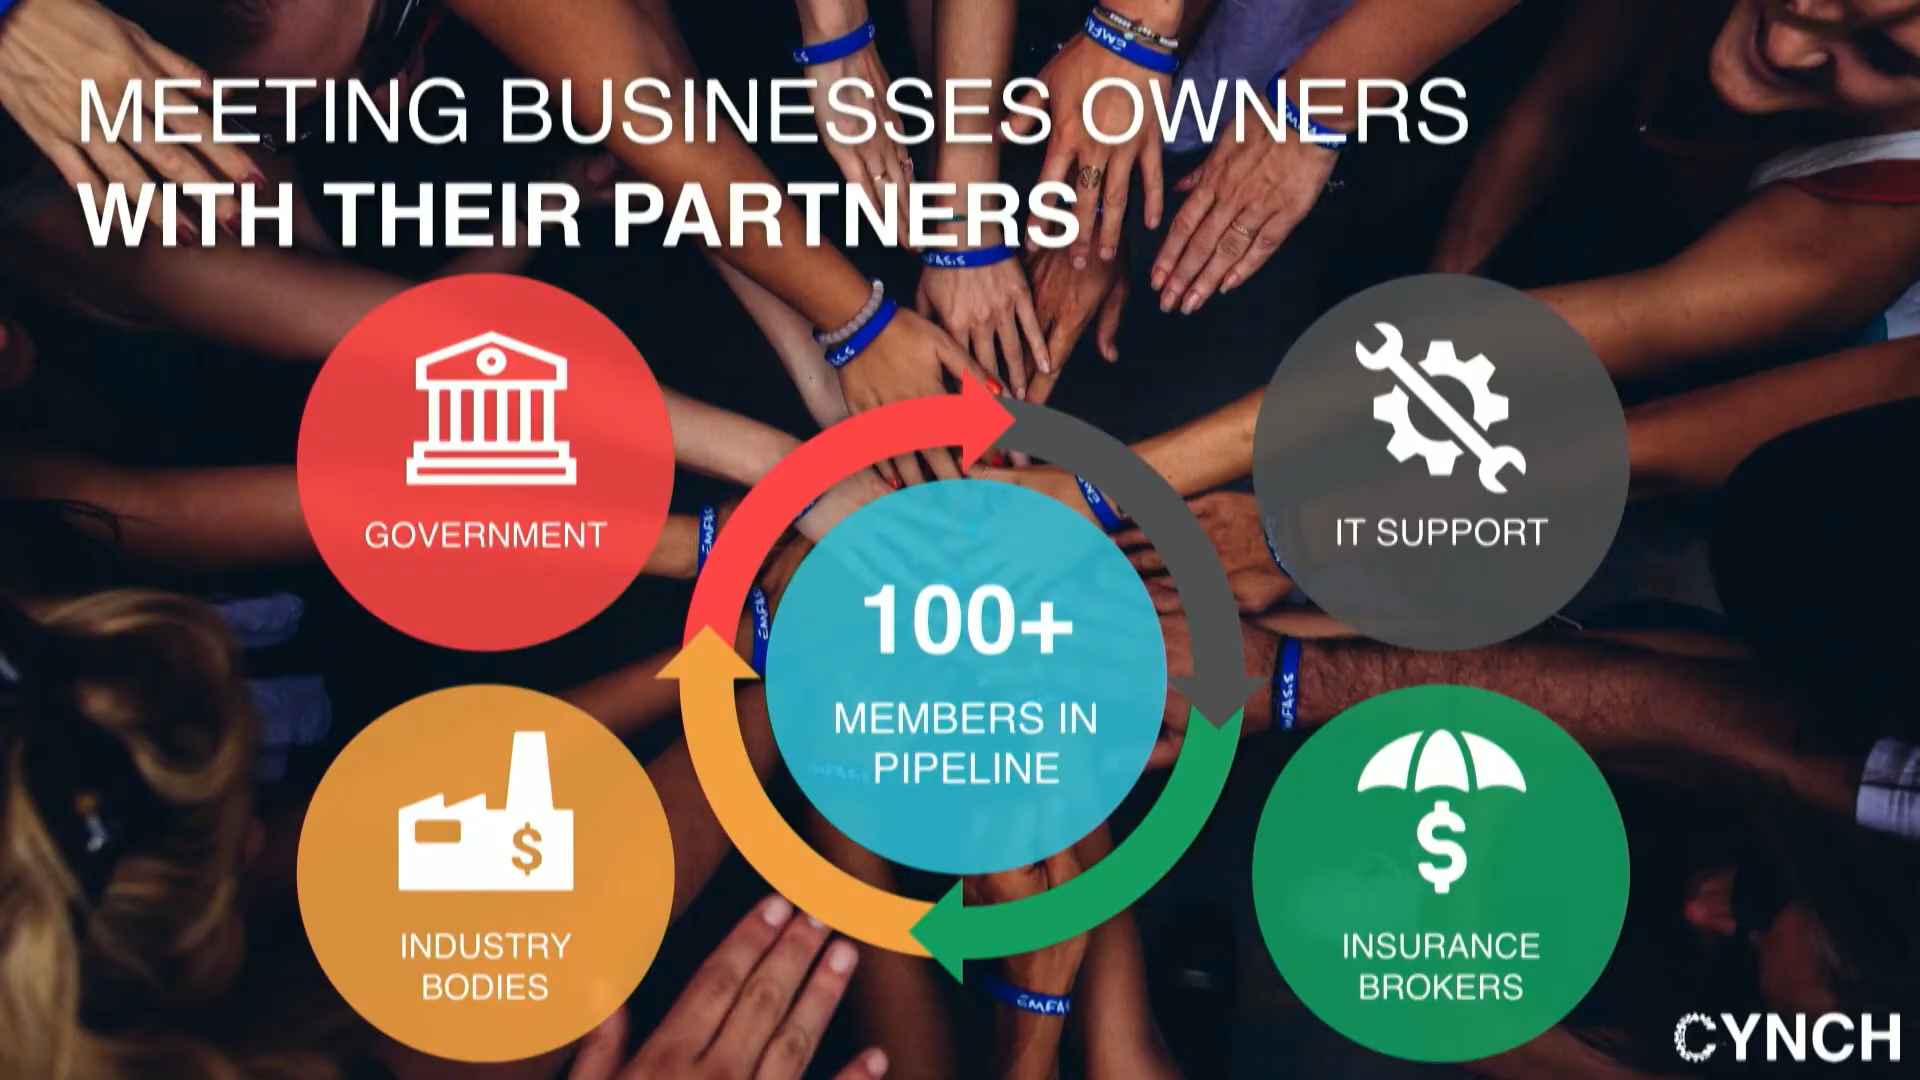 MEETING BUSINESSES OWNERS
WITH THEIR PARTNERS
GOVERNMENT
IT SUPPORT
100+
MEMBERS IN
PIPELINE
$
INDUSTRY
BODIES
$
INSURANCE
BROKERS
CYNCH